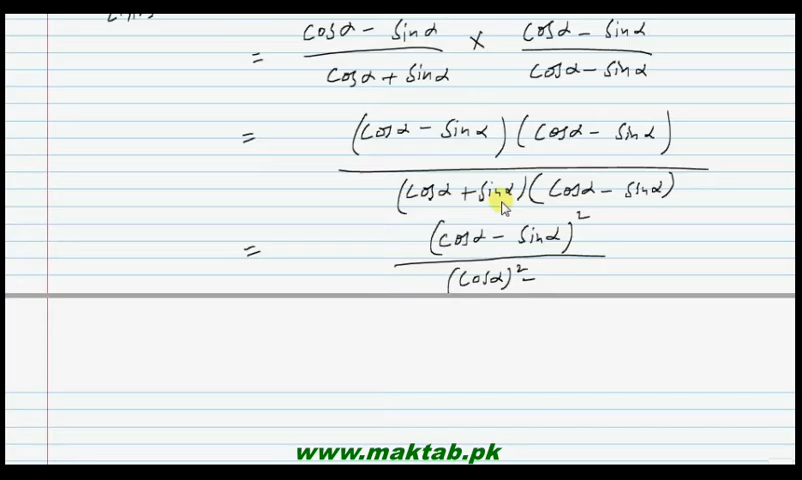 = Cosα - Sinα / Cosα + Sinα × Cosα - Sinα / Cosα - Sinα
= (Cosα - Sinα)(Cosα - Sinα) / (Cosα + Sinα)(Cosα - Sinα)
= (Cosα - Sinα)² / (Cosα)² -
www.maktab.pk